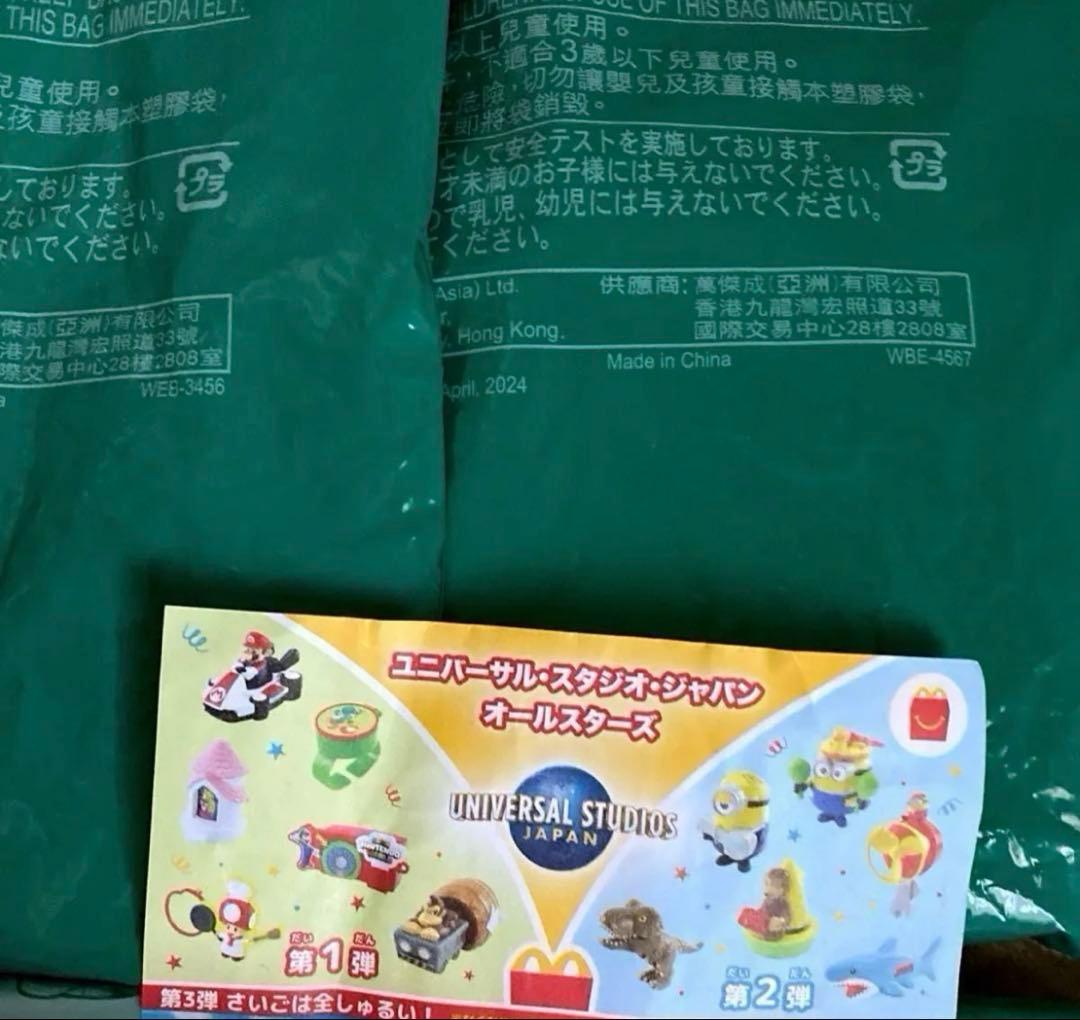 THIS BAG IMMEDIATELY.
兒童使用。
孩童接觸本塑膠袋，
しております。
ないでください。
ないでください。
プラ
傑成（亞洲）有限公司
港九龍灣宏照道33號
際交易中心28樓2808室
WEB-3456
OF THIS BAG IMMEDIATELY.
以上兒童使用。
不適合3歲以下兒童使用。
危險，切勿讓嬰兒及孩童接觸本塑膠袋，
即將袋銷毀。
として安全テストを実施しております。
才未満のお子様には与えないでください。
ので乳児、幼児には与えないでください。
ください。
プラ
Asia) Ltd.
Hong Kong.
供應商：萬傑成（亞洲）有限公司
香港九龍灣宏照道33號
國際交易中心28樓2808室
Made in China
WBE-4567
April, 2024
ユニバーサル・スタジオ・ジャパン
オールスターズ
UNIVERSAL STUDIOS
JAPAN
NINTENDO
だい だん
第1弾
だい だん
第2弾
第3弾 さいごは全しゅるい！